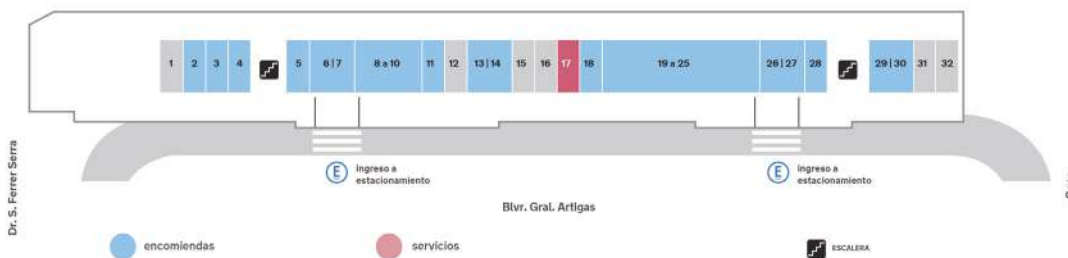 1 2 3 4 5 6 | 7 8 a 10 11 12 13 | 14 15 16 17 18 19 a 25 26 | 27 28 29 | 30 31 32
Dr. S. Ferrer Serra
E Ingreso a
estacionamiento
E Ingreso a
estacionamiento
Blvr. Gral. Artigas
encomiendas
servicios
ESCALERA